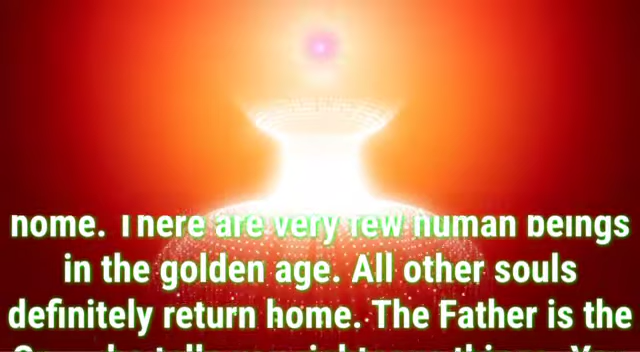 home. There are very few human beings
in the golden age. All other souls
definitely return home. The Father is the